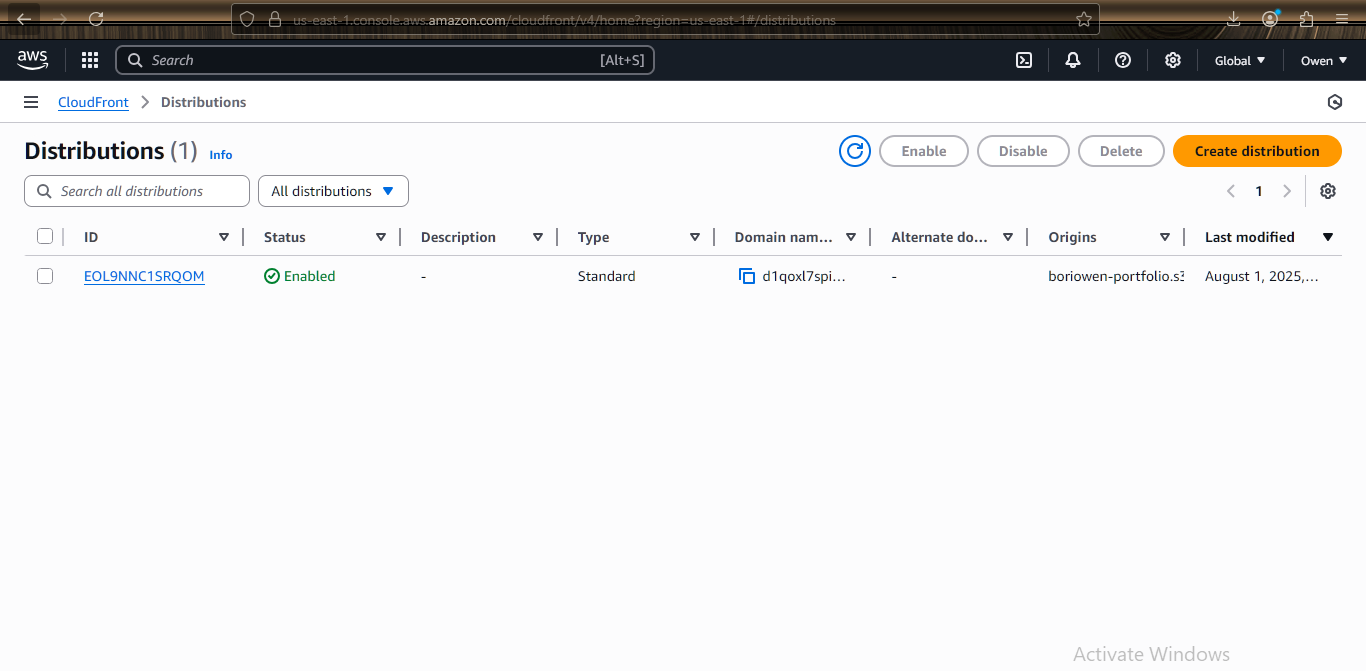 us-east-1.console.aws.amazon.com/cloudfront/v4/home?region=us-east-1#/distributions
aws
Search [Alt+S]
Global
Owen
CloudFront > Distributions
Distributions (1) Info
Enable
Disable
Delete
Create distribution
Search all distributions
All distributions
1
ID Status Description Type Domain nam... Alternate do... Origins Last modified
EOL9NNC1SRQOM Enabled - Standard d1qoxl7spi... - boriowen-portfolio.s3 August 1, 2025,...
Activate Windows